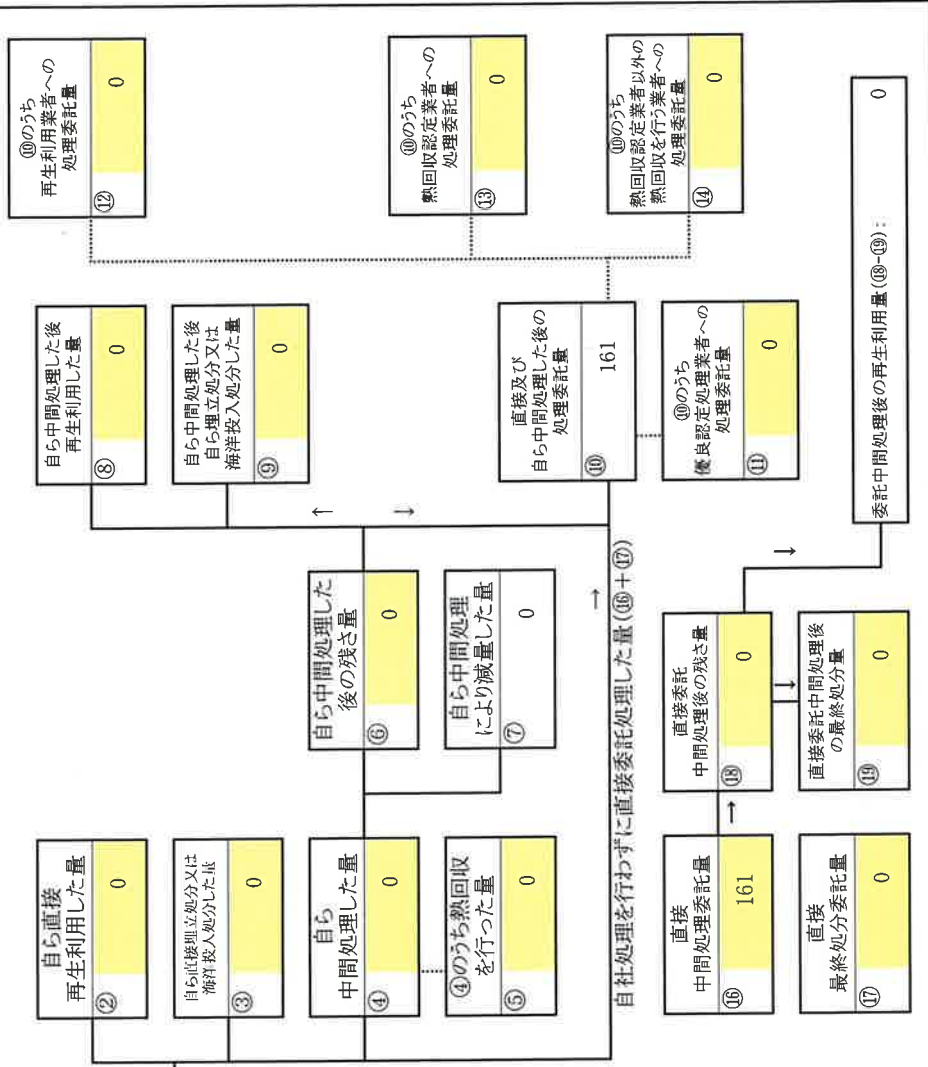 自ら直接
再生利用した量
② 0
自ら直接埋立処分又は
海洋投入処分した量
③ 0
自ら
中間処理した量
④ 0
④のうち熱回収
を行った量
⑤ 0
自ら中間処理した
後の残さ量
⑥ 0
自ら中間処理
により減量した量
⑦ 0
自ら中間処理した後
再生利用した量
⑧ 0
自ら中間処理した後
自ら埋立処分又は
海洋投入処分した量
⑨ 0
↑
↓
直接及び
自ら中間処理した後の
処理委託量
⑩ 161
⑩のうち
優良認定処理業者への
処理委託量
⑪ 0
⑩のうち
再生利用業者への
処理委託量
⑫ 0
⑩のうち
熱回収認定業者への
処理委託量
⑬ 0
⑩のうち
熱回収認定業者以外の
熱回収を行う業者への
処理委託量
⑭ 0
→
自社処理を行わずに直接委託処理した量(⑯+⑰)
直接
中間処理委託量
⑯ 161
→
直接
最終処分委託量
⑰ 0
直接委託
中間処理後の残さ量
⑱ 0
↓
直接委託中間処理後
の最終処分量
⑲ 0
↓
委託中間処理後の再生利用量(⑱-⑲): 0